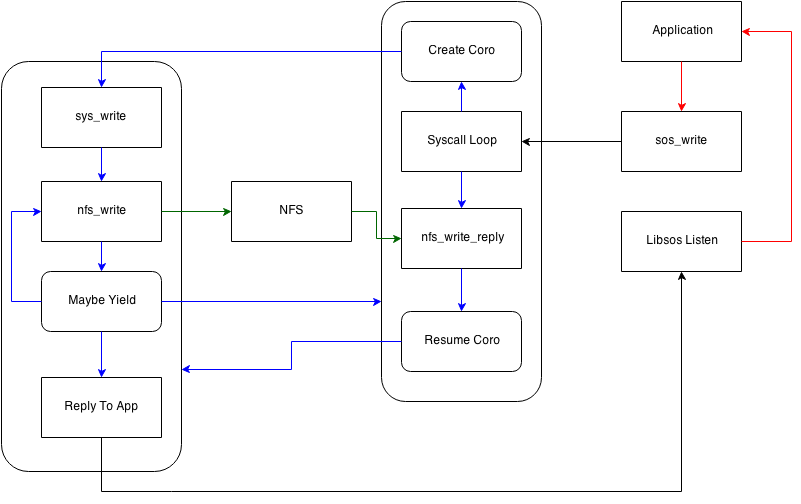 Create Coro
Application
sys_write
Syscall Loop
sos_write
nfs_write
NFS
nfs_write_reply
Libsos Listen
Maybe Yield
Resume Coro
Reply To App